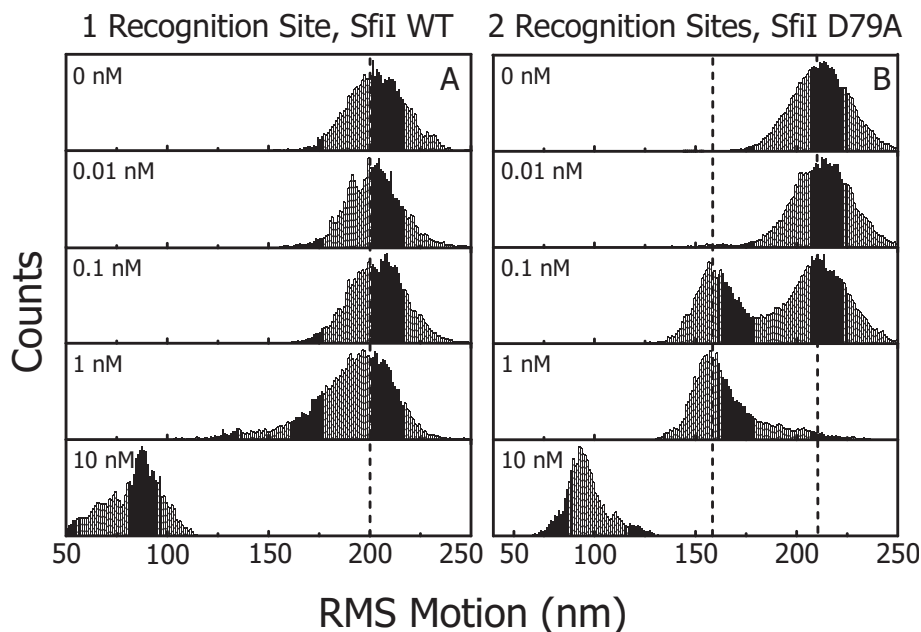 1 Recognition Site, SfiI WT
2 Recognition Sites, SfiI D79A
Counts
A
0 nM
0.01 nM
0.1 nM
1 nM
10 nM
50 100 150 200 250
B
0 nM
0.01 nM
0.1 nM
1 nM
10 nM
50 100 150 200 250
RMS Motion (nm)